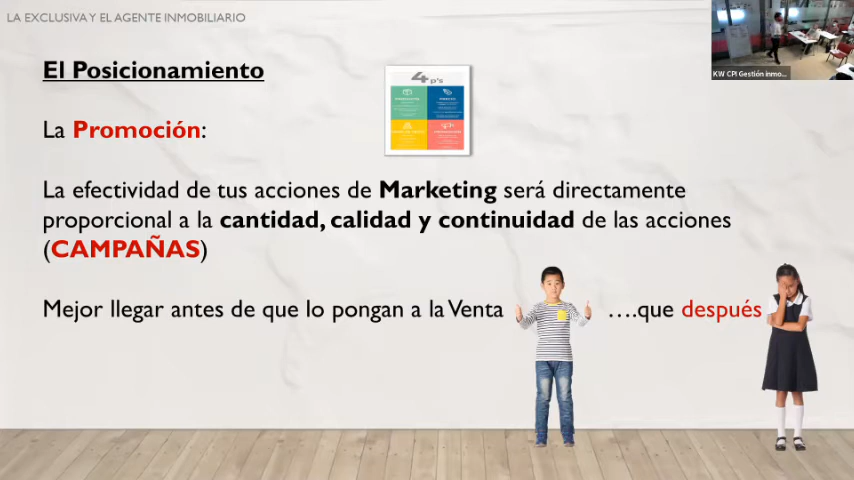 LA EXCLUSIVA Y EL AGENTE INMOBILIARIO
El Posicionamiento
4 p's
La Promoción:
La efectividad de tus acciones de Marketing será directamente
proporcional a la cantidad, calidad y continuidad de las acciones
(CAMPAÑAS)
Mejor llegar antes de que lo pongan a la Venta ….que después
KW CPI Gestión inmo...